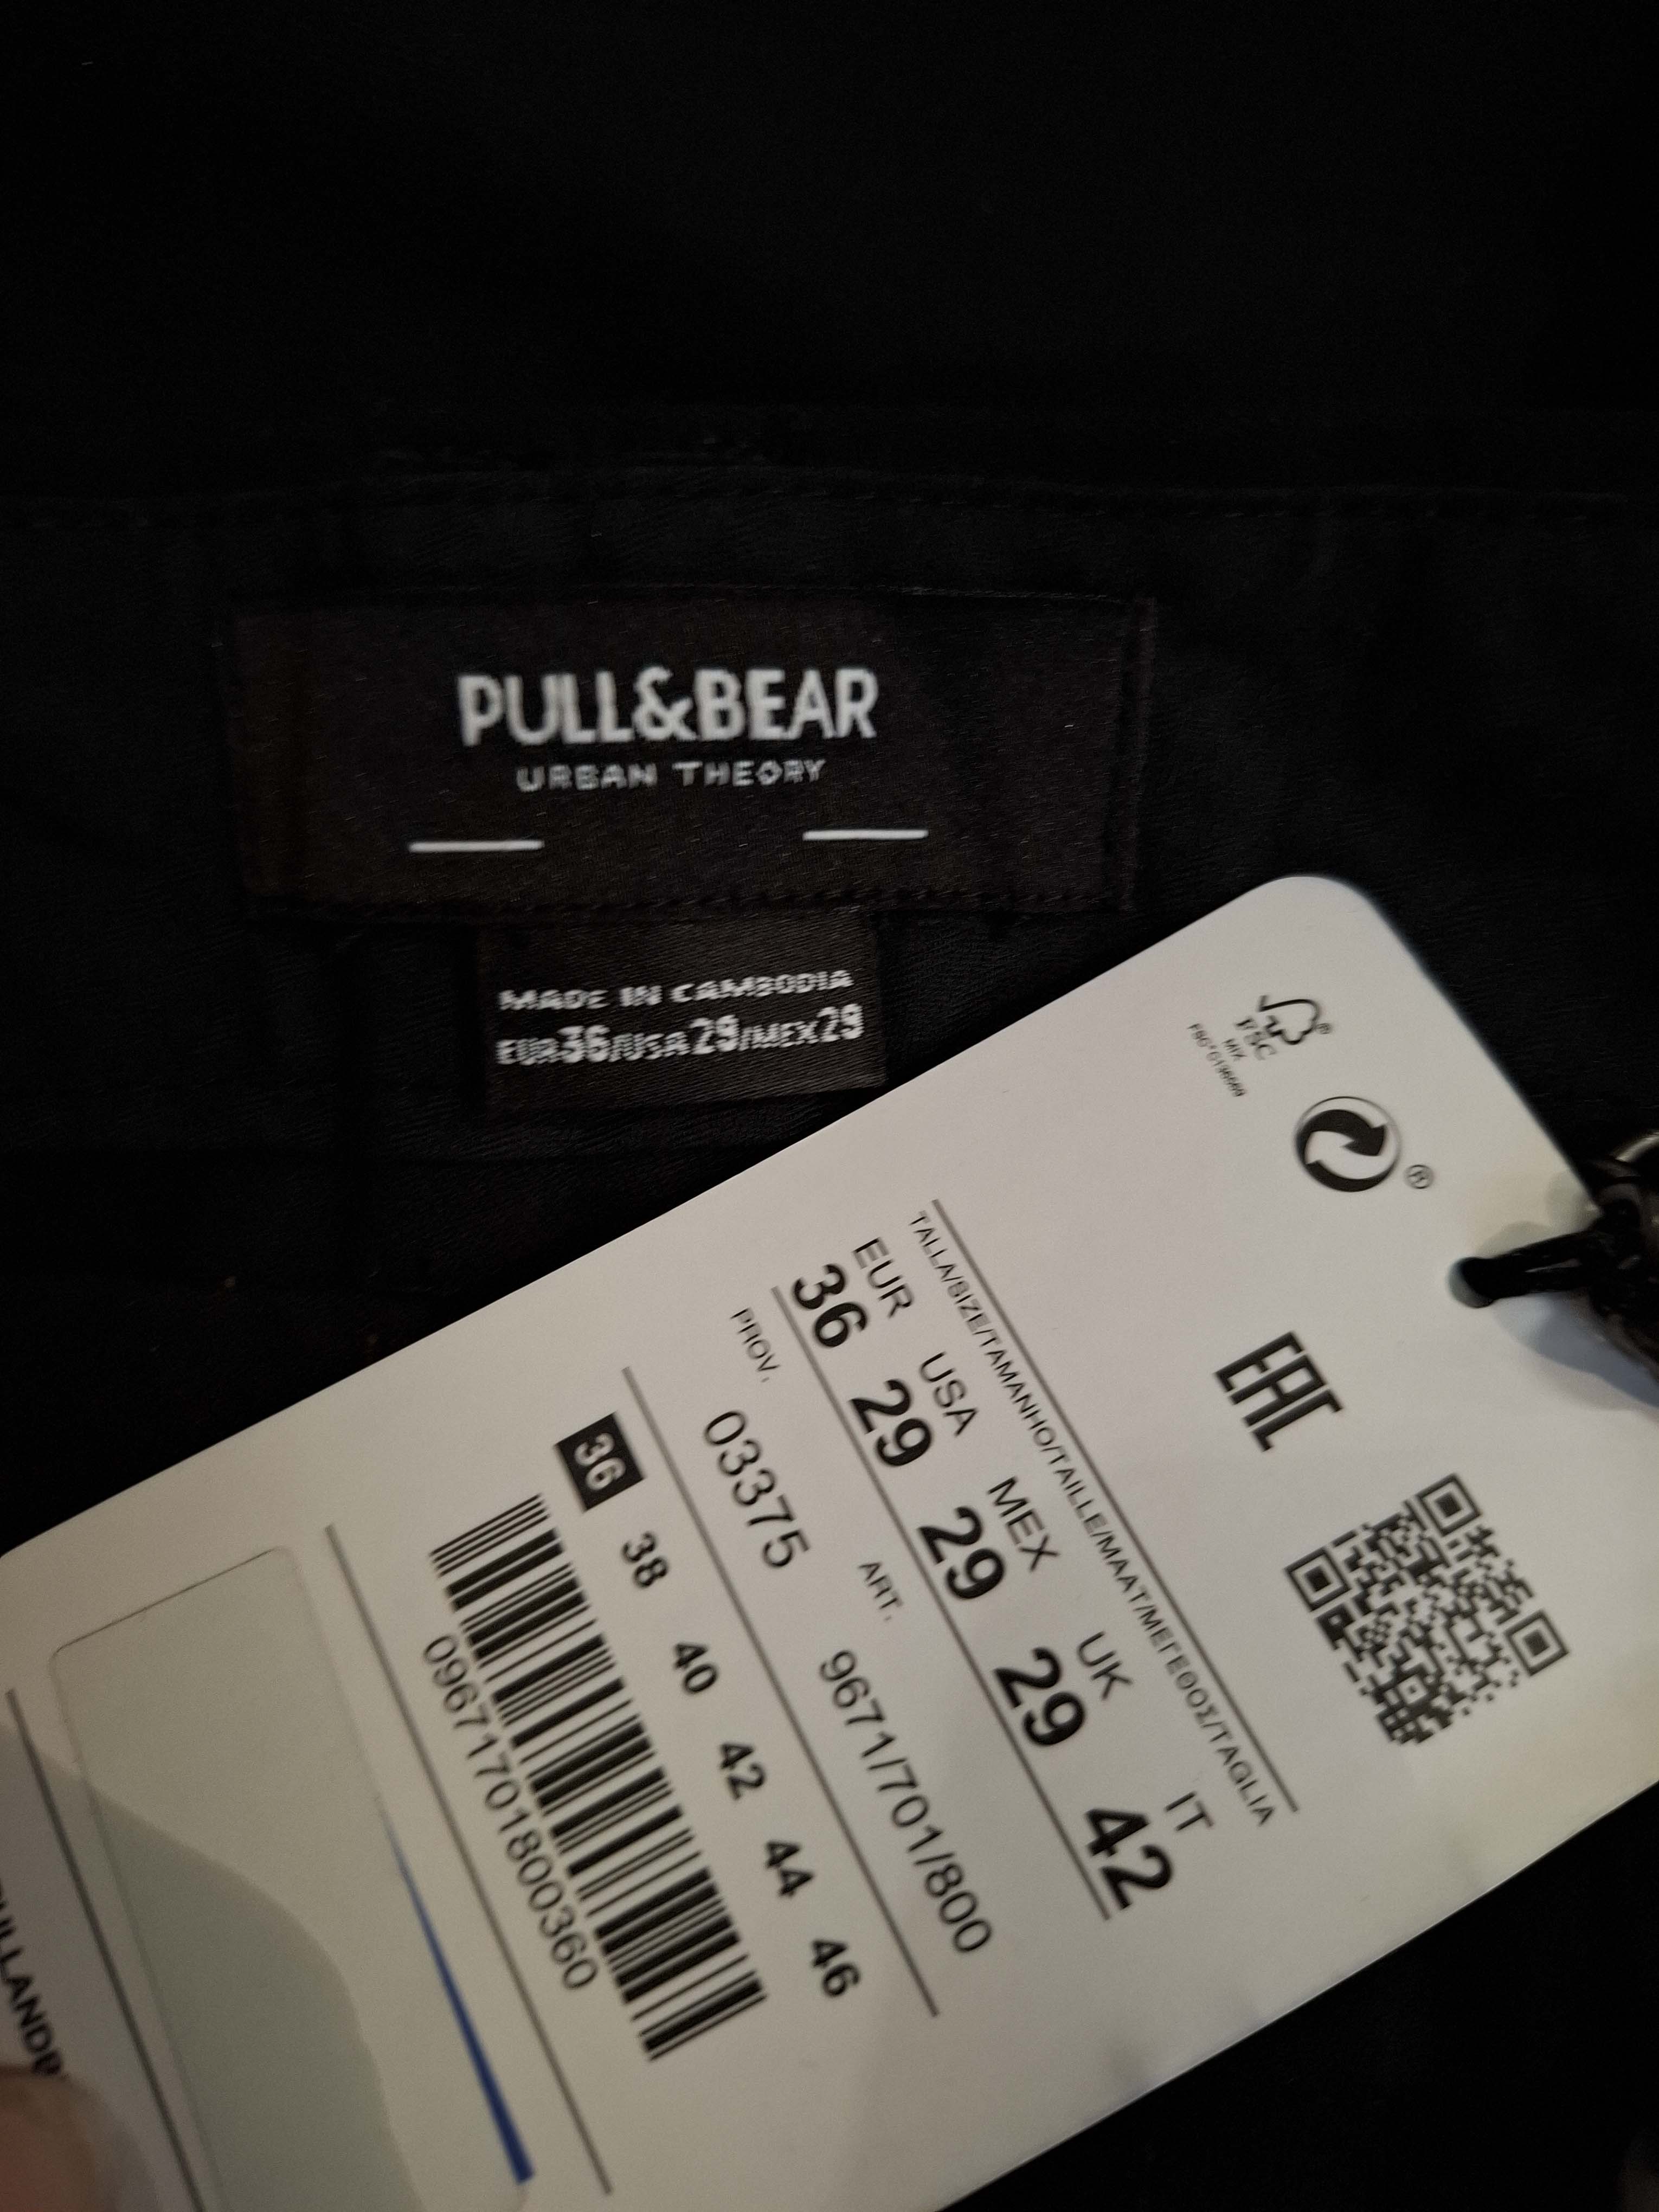 PULL&BEAR
URBAN THEORY
MADE IN CAMBODIA
EUR36/USA29/MEX29
FSC®
MIX
®
EAC
TALLA/SIZE/TAMANHO/TAILLE/MAAT/ΜΕΓΕΘΟΣ/TAGLIA
EUR USA MEX UK IT
36 29 29 29 42
PROV. 03375 ART. 9671/701/800
36 38 40 42 44 46
09671701800360